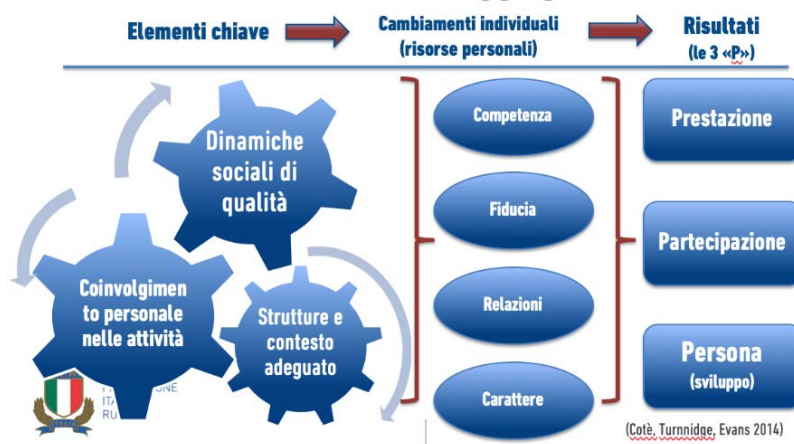 Elementi chiave
Cambiamenti individuali
(risorse personali)
Risultati
(le 3 «P»)
Dinamiche
sociali di
qualità
Coinvolgimen
to personale
nelle attività
Strutture e
contesto
adeguato
Competenza
Fiducia
Relazioni
Carattere
Prestazione
Partecipazione
Persona
(sviluppo)
ITALIA
(Cotè, Turnnidge, Evans 2014)